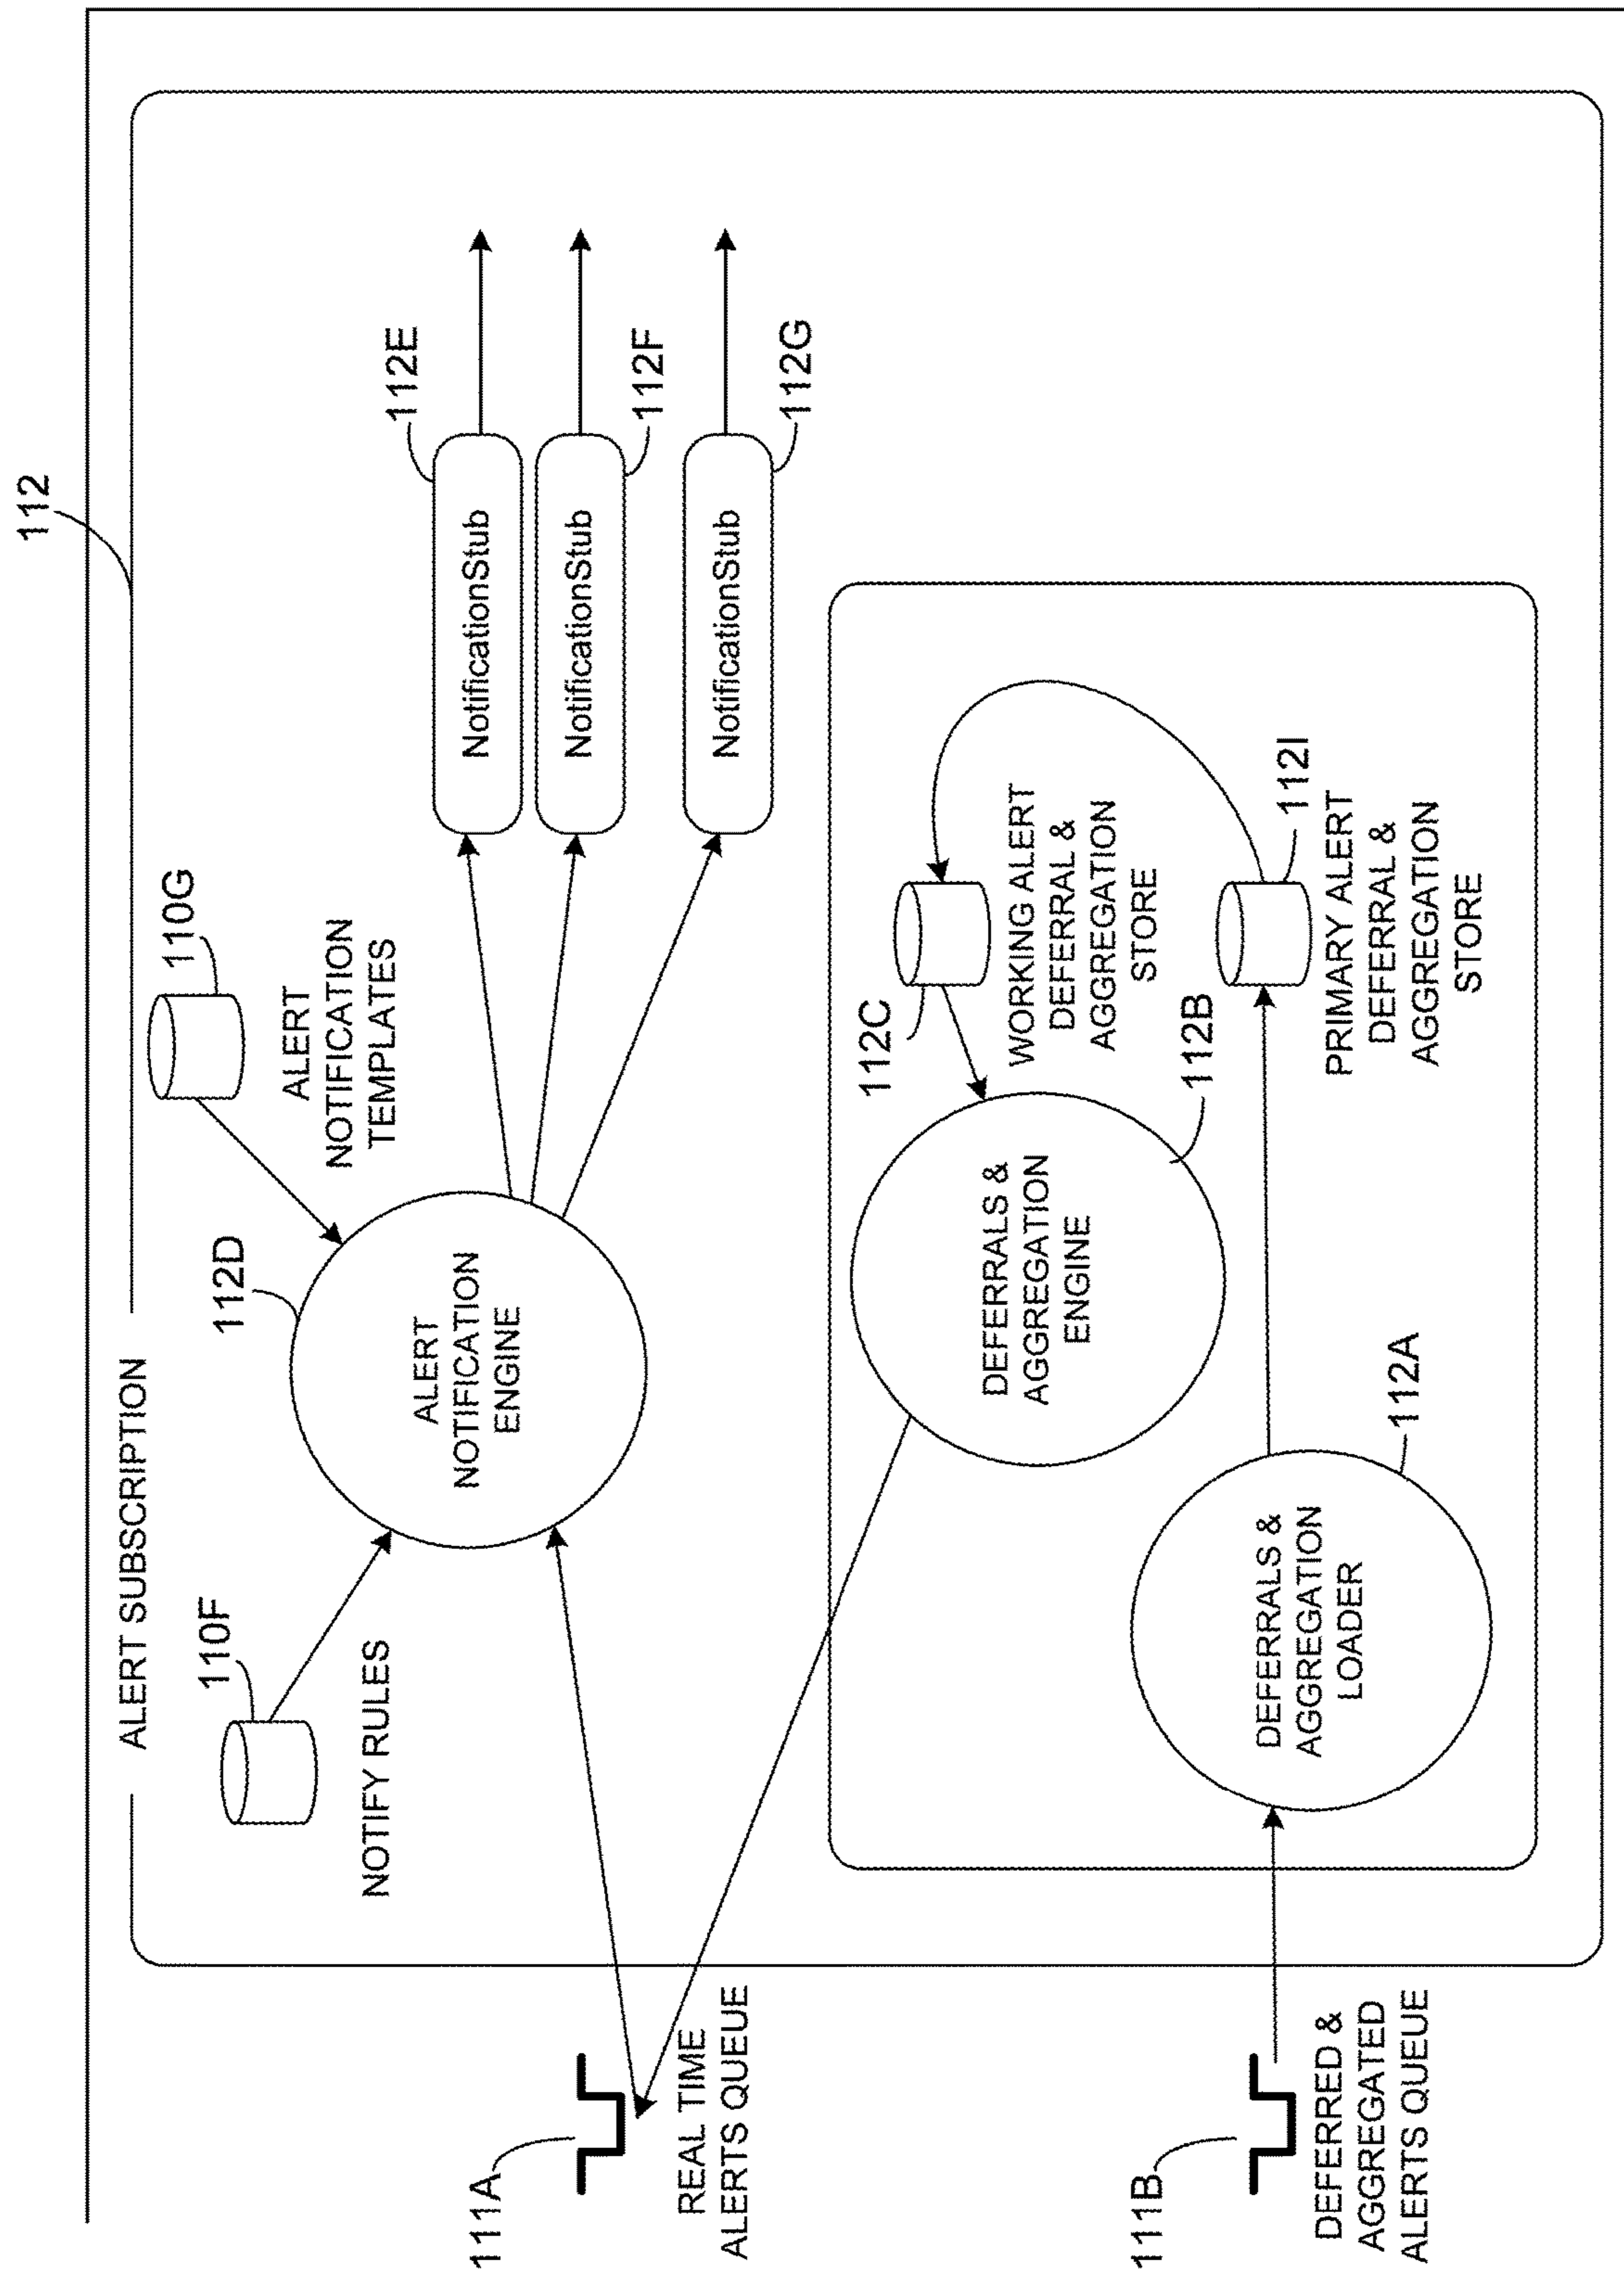 112
ALERT SUBSCRIPTION
110F
NOTIFY RULES
112D
ALERT
NOTIFICATION
ENGINE
110G
ALERT
NOTIFICATION
TEMPLATES
112E
NotificationStub
NotificationStub
112F
NotificationStub
112G
111A
REAL TIME
ALERTS QUEUE
112C
WORKING ALERT
DEFERRAL &
AGGREGATION
STORE
DEFERRALS &
AGGREGATION
ENGINE
112B
111B
DEFERRED &
AGGREGATED
ALERTS QUEUE
DEFERRALS &
AGGREGATION
LOADER
112A
112I
PRIMARY ALERT
DEFERRAL &
AGGREGATION
STORE